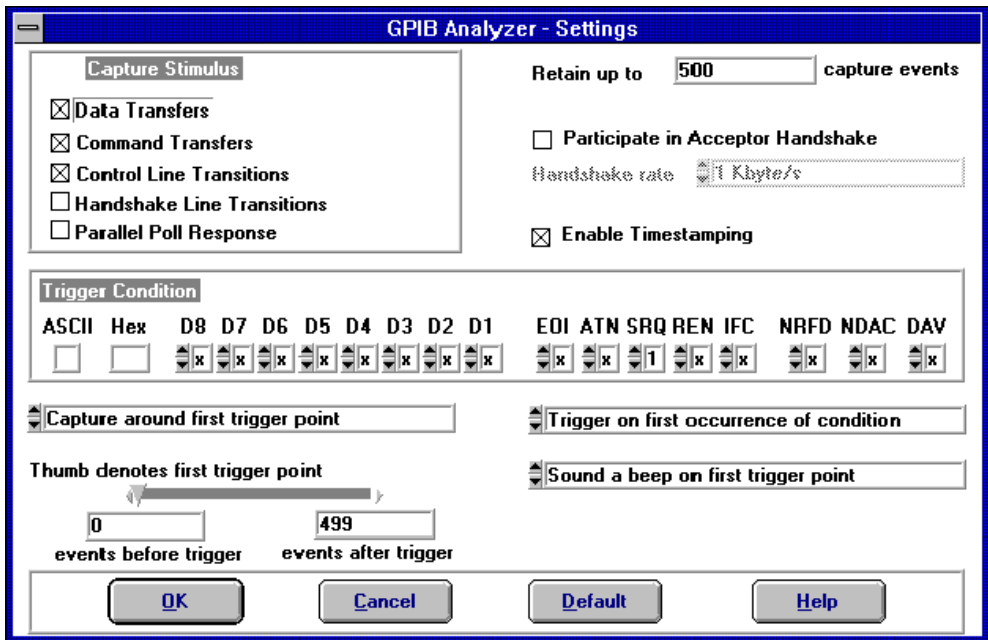 GPIB Analyzer - Settings
Capture Stimulus
Data Transfers
Command Transfers
Control Line Transitions
Handshake Line Transitions
Parallel Poll Response
Retain up to 500 capture events
Participate in Acceptor Handshake
Handshake rate 1 Kbyte/s
Enable Timestamping
Trigger Condition
ASCII Hex D8 D7 D6 D5 D4 D3 D2 D1 EOI ATN SRQ REN IFC NRFD NDAC DAV
x x x x x x x x x x 1 x x x x x
Capture around first trigger point
Trigger on first occurrence of condition
Thumb denotes first trigger point
Sound a beep on first trigger point
0 499
events before trigger events after trigger
OK Cancel Default Help